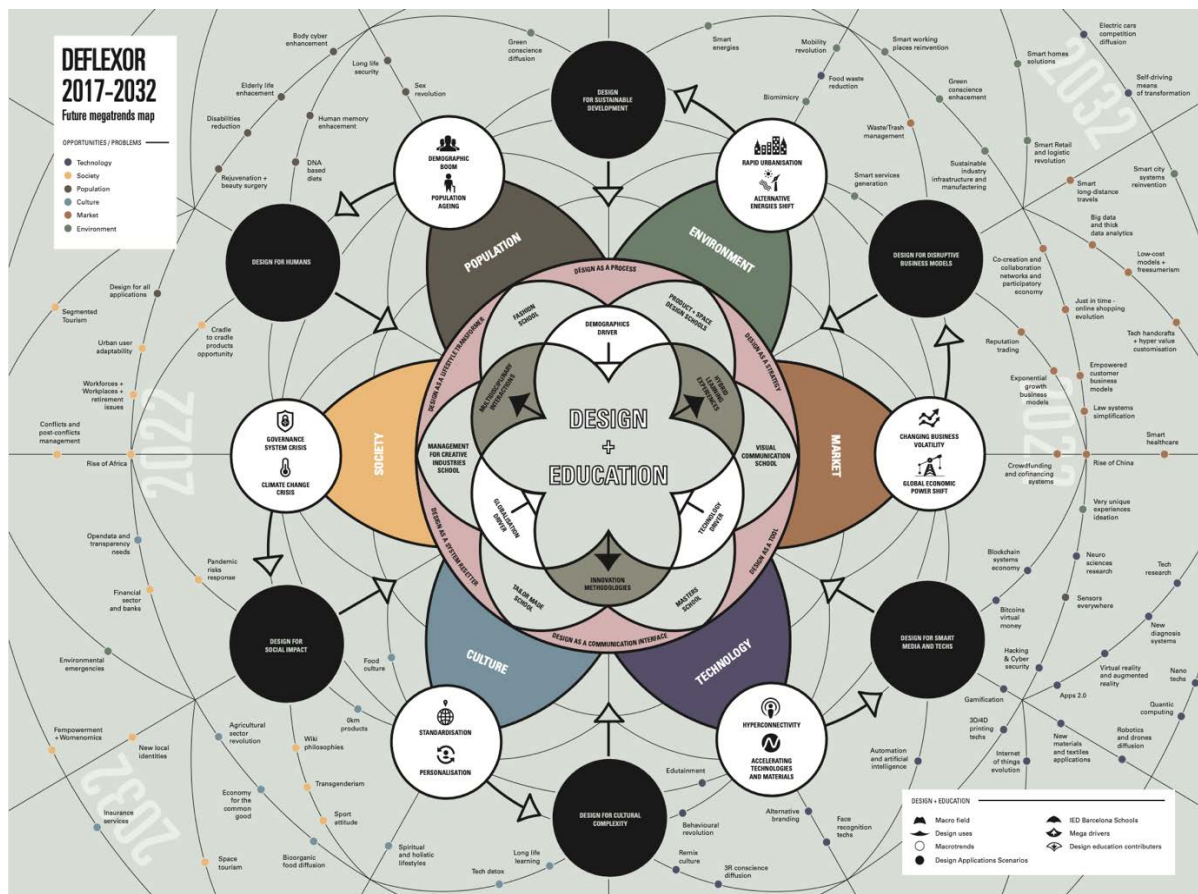 DEFLEXOR
2017-2032
Future megatrends map
OPPORTUNITIES / PROBLEMS
Technology
Society
Population
Culture
Market
Environment
Body cyber
enhancement
Green
conscience
diffusion
Smart
energies
Mobility
revolution
Smart working
places reinvention
Electric cars
competition
diffusion
Long life
security
Elderly life
enhacement
Sex
revolution
Food waste
reduction
Smart homes
solutions
2032
Self-driving
means of
transformation
Disabilities
reduction
Human memory
enhacement
DESIGN
FOR SUSTAINABLE
DEVELOPMENT
Biomimicry
Green
conscience
enhancement
Waste/Trash
management
Smart Retail
and logistic
revolution
Rejuvenation +
beauty surgery
DNA
based
diets
DEMOGRAPHIC
BOOM
POPULATION
AGEING
RAPID URBANISATION
ALTERNATIVE
ENERGIES SHIFT
Smart services
generation
Sustainable
industry
infrastructure and
manufactering
Smart
long-distance
travels
Smart city
systems
reinvention
DESIGN FOR HUMANS
POPULATION
ENVIRONMENT
DESIGN FOR DISRUPTIVE
BUSINESS MODELS
Big data
and thick
data analytics
Low-cost
models +
freesumerism
Co-creation and
collaboration
networks and
participatory
economy
Design for all
applications
Segmented
Tourism
Cradle
to cradle
products
opportunity
Urban user
adaptability
Workforces +
Workplaces +
retirement
issues
Just in time -
online shopping
evolution
Reputation
trading
Tech handcrafts
+ hyper value
customisation
Exponential
growth
business
models
Empowered
customer
business
models
Law systems
simplification
DESIGN AS A PROCESS
DESIGN AS A LIFESTYLE TRANSFORMER
DESIGN AS A STRATEGY
FASHION
SCHOOL
PRODUCT + SPACE
DESIGN SCHOOLS
DEMOGRAPHICS
DRIVER
MULTIDISCIPLINARY
INTERACTIONS
HYBRID
LEARNING
EXPERIENCES
DESIGN
+
EDUCATION
2022
Conflicts and
post-conflicts
management
Rise of Africa
GOVERNANCE
SYSTEM CRISIS
CLIMATE CHANGE
CRISIS
SOCIETY
MANAGEMENT
FOR CREATIVE
INDUSTRIES
SCHOOL
VISUAL
COMMUNICATION
SCHOOL
MARKET
CHANGING BUSINESS
VOLATILITY
GLOBAL ECONOMIC
POWER SHIFT
2022
Crowdfunding
and cofinancing
systems
Rise of China
Smart
healthcare
Very unique
experiences
ideation
GLOBALISATION
DRIVER
TECHNOLOGY
DRIVER
INNOVATION
METHODOLOGIES
DESIGN AS A SYSTEM RESETTER
DESIGN AS A TOOL
TAILOR MADE
SCHOOL
MASTERS
SCHOOL
DESIGN AS A COMMUNICATION INTERFACE
Opendata and
transparency
needs
Pandemic
risks
response
Financial
sector
and banks
Environmental
emergencies
DESIGN FOR
SOCIAL IMPACT
Food
culture
CULTURE
TECHNOLOGY
DESIGN FOR SMART
MEDIA AND TECHS
Blockchain
systems
economy
Neuro
sciences
research
Bitcoins
virtual
money
Sensors
everywhere
Tech
research
New
diagnosis
systems
Hacking
& Cyber
security
Virtual reality
and augmented
reality
Nano
techs
Gamification
Apps 2.0
Quantic
computing
3D/4D
printing
techs
New
materials
and textiles
applications
Robotics
and drones
diffusion
Internet
of things
evolution
Automation
and artificial
intelligence
0km
products
STANDARDISATION
PERSONALISATION
HYPERCONNECTIVITY
ACCELERATING
TECHNOLOGIES
AND MATERIALS
Fempowerment
+ Womenomics
New local
identities
Agricultural
sector
revolution
Wiki
philosophies
Transgenderism
Economy
for the
common
good
Sport
attitude
2032
Insurance
services
Space
tourism
Bioorganic
food diffusion
Spiritual
and holistic
lifestyles
Long life
learning
Tech detox
DESIGN FOR CULTURAL
COMPLEXITY
Edutainment
Behavioural
revolution
Alternative
branding
Face
recognition
techs
Remix
culture
3R conscience
diffusion
DESIGN + EDUCATION
Macro field
Design uses
Macrotrends
Design Applications Scenarios
IED Barcelona Schools
Mega drivers
Design education contributers